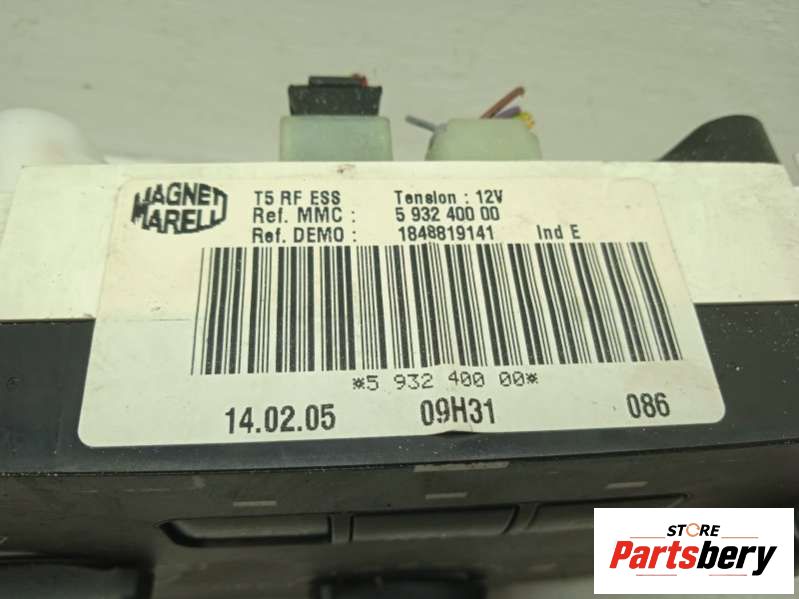 MAGNETI
MARELLI
T5 RF ESS Tension : 12V
Ref. MMC : 5 932 400 00
Ref. DEMO : 1848819141 Ind E
*5 932 400 00*
14.02.05 09H31 086
STORE
Partsbery